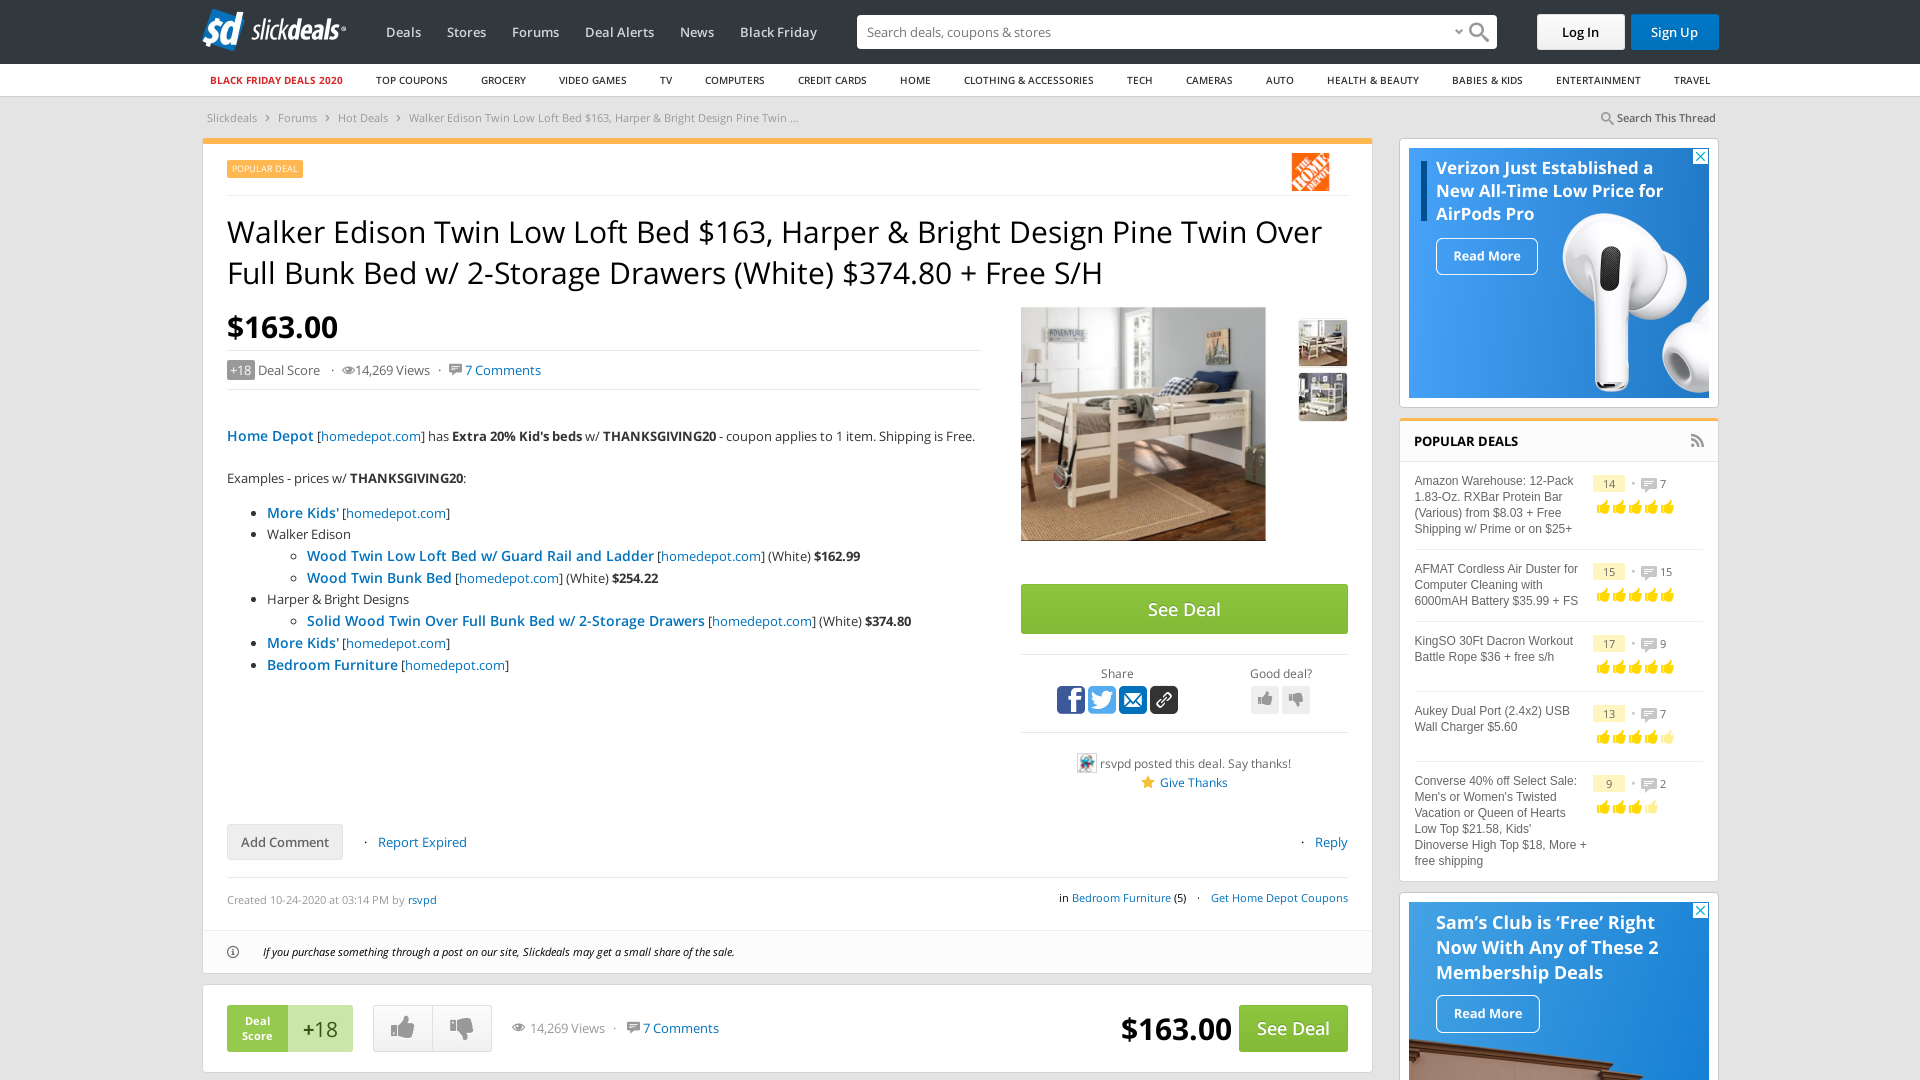 slickdeals
Deals
Stores
Forums
Deal Alerts
News
Black Friday
Search deals, coupons & stores
Log In
Sign Up
BLACK FRIDAY DEALS 2020
TOP COUPONS
GROCERY
VIDEO GAMES
TV
COMPUTERS
CREDIT CARDS
HOME
CLOTHING & ACCESSORIES
TECH
CAMERAS
AUTO
HEALTH & BEAUTY
BABIES & KIDS
ENTERTAINMENT
TRAVEL
Slickdeals › Forums › Hot Deals › Walker Edison Twin Low Loft Bed $163, Harper & Bright Design Pine Twin ...
Search This Thread
POPULAR DEAL
THE HOME DEPOT
Walker Edison Twin Low Loft Bed $163, Harper & Bright Design Pine Twin Over
Full Bunk Bed w/ 2-Storage Drawers (White) $374.80 + Free S/H
$163.00
+18 Deal Score · 14,269 Views · 7 Comments
ADVENTURE
Home Depot [homedepot.com] has Extra 20% Kid's beds w/ THANKSGIVING20 - coupon applies to 1 item. Shipping is Free.
Examples - prices w/ THANKSGIVING20:
More Kids' [homedepot.com]
Walker Edison
Wood Twin Low Loft Bed w/ Guard Rail and Ladder [homedepot.com] (White) $162.99
Wood Twin Bunk Bed [homedepot.com] (White) $254.22
Harper & Bright Designs
Solid Wood Twin Over Full Bunk Bed w/ 2-Storage Drawers [homedepot.com] (White) $374.80
More Kids' [homedepot.com]
Bedroom Furniture [homedepot.com]
See Deal
Share
Good deal?
rsvpd posted this deal. Say thanks!
Give Thanks
Add Comment
· Report Expired
· Reply
Created 10-24-2020 at 03:14 PM by rsvpd
in Bedroom Furniture (5) · Get Home Depot Coupons
If you purchase something through a post on our site, Slickdeals may get a small share of the sale.
Deal
Score
+18
14,269 Views · 7 Comments
$163.00
See Deal
Verizon Just Established a
New All-Time Low Price for
AirPods Pro
Read More
POPULAR DEALS
Amazon Warehouse: 12-Pack
1.83-Oz. RXBar Protein Bar
(Various) from $8.03 + Free
Shipping w/ Prime or on $25+
14 • 7
AFMAT Cordless Air Duster for
Computer Cleaning with
6000mAH Battery $35.99 + FS
15 • 15
KingSO 30Ft Dacron Workout
Battle Rope $36 + free s/h
17 • 9
Aukey Dual Port (2.4x2) USB
Wall Charger $5.60
13 • 7
Converse 40% off Select Sale:
Men's or Women's Twisted
Vacation or Queen of Hearts
Low Top $21.58, Kids'
Dinoverse High Top $18, More +
free shipping
9 • 2
Sam's Club is ‘Free’ Right
Now With Any of These 2
Membership Deals
Read More